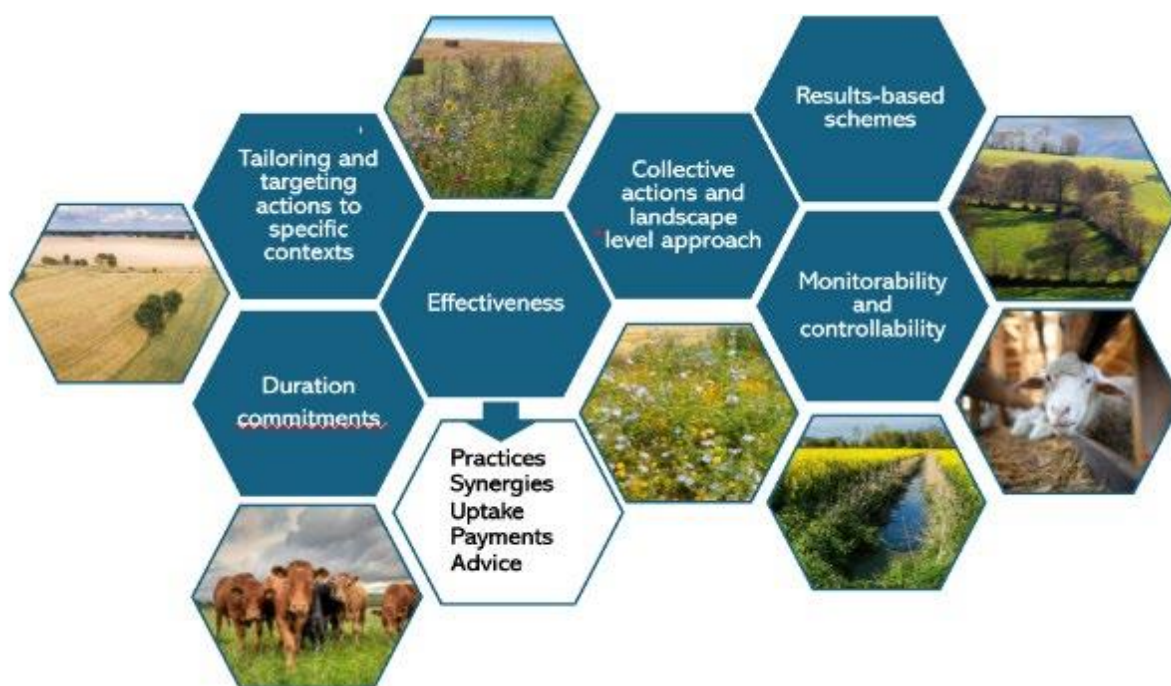 Results-based
schemes
Tailoring and
targeting
actions to
specific
contexts
Collective
actions and
landscape
level approach
Effectiveness
Monitorability
and
controllability
Duration
commitments
Practices
Synergies
Uptake
Payments
Advice